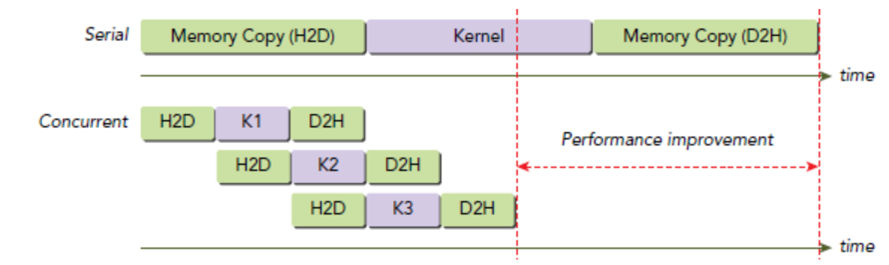 Serial Memory Copy (H2D) Kernel Memory Copy (D2H)
time
Concurrent H2D K1 D2H
Performance improvement
H2D K2 D2H
H2D K3 D2H
time